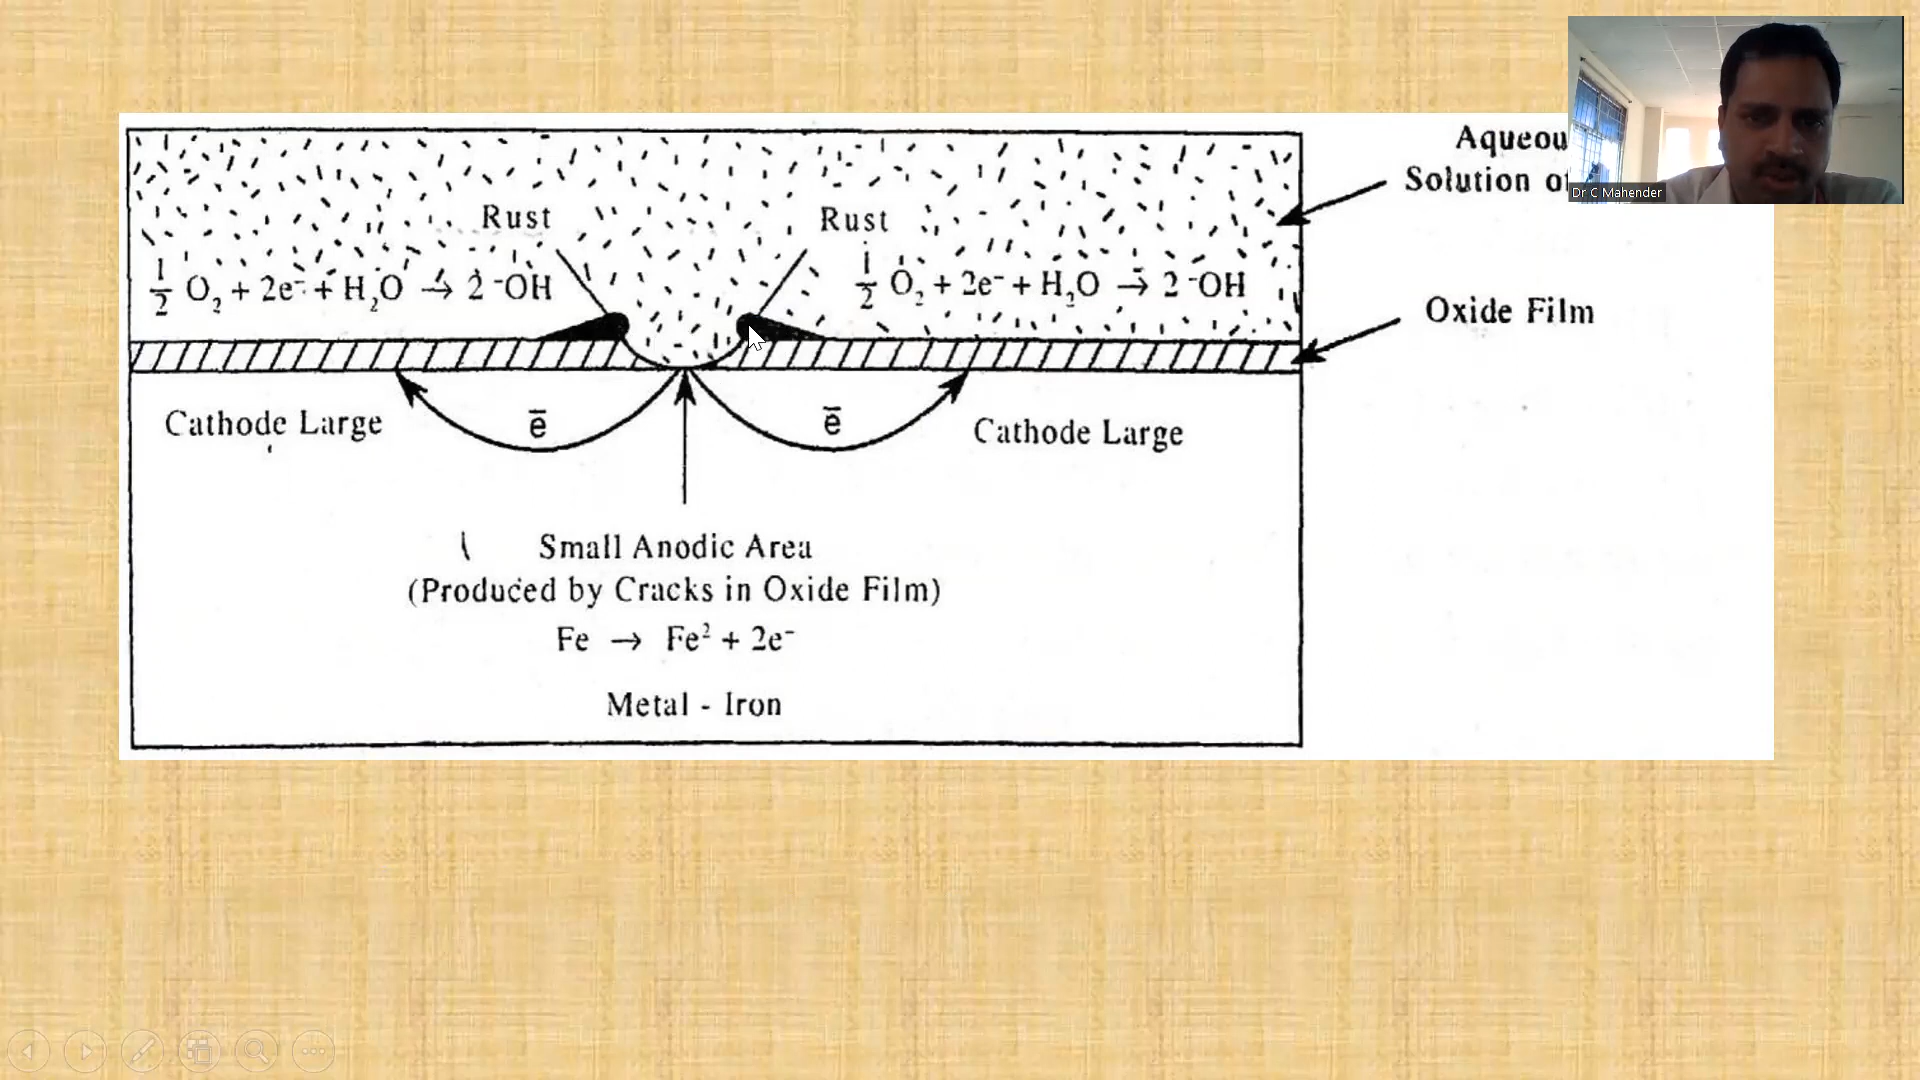 Aqueou
Solution of
Dr C Mahender
Rust
Rust
1/2 O₂ + 2e⁻ + H₂O → 2 ⁻OH
1/2 O₂ + 2e⁻ + H₂O → 2 ⁻OH
Oxide Film
Cathode Large
ē
ē
Cathode Large
Small Anodic Area
(Produced by Cracks in Oxide Film)
Fe → Fe² + 2e⁻
Metal - Iron